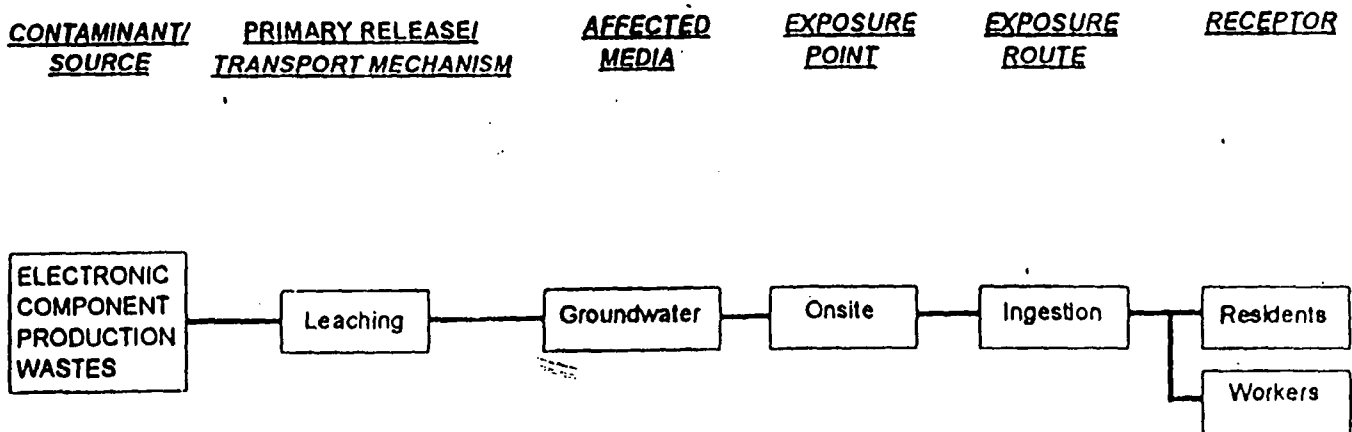 CONTAMINANT/
SOURCE
PRIMARY RELEASE/
TRANSPORT MECHANISM
AFFECTED
MEDIA
EXPOSURE
POINT
EXPOSURE
ROUTE
RECEPTOR
ELECTRONIC
COMPONENT
PRODUCTION
WASTES
Leaching
Groundwater
Onsite
Ingestion
Residents
Workers